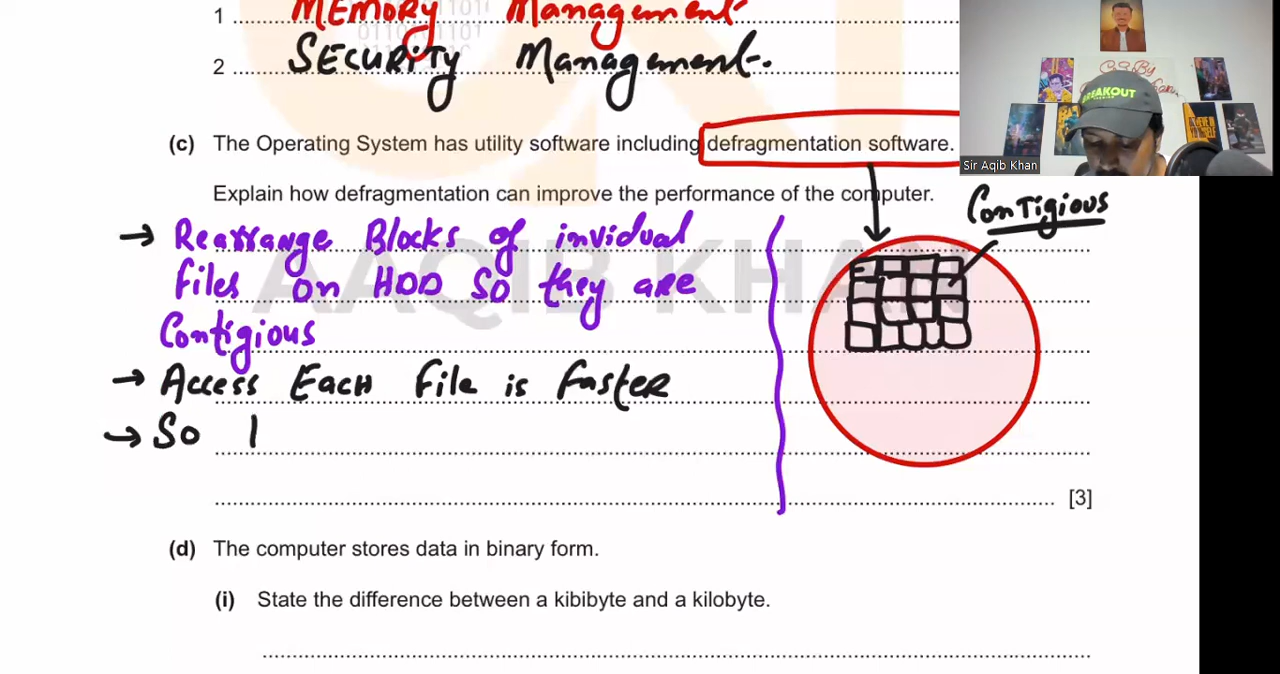 1 MEMORY Management
2 SECURITY Management.
(c) The Operating System has utility software including defragmentation software.
Explain how defragmentation can improve the performance of the computer.
Contigious
→ Rearrange Blocks of invidual
files on HDD so they are
Contigious
→ Access Each file is faster
→ So
[3]
(d) The computer stores data in binary form.
(i) State the difference between a kibibyte and a kilobyte.
AAQIB KHAN
BREAKOUT
Sir Aqib Khan